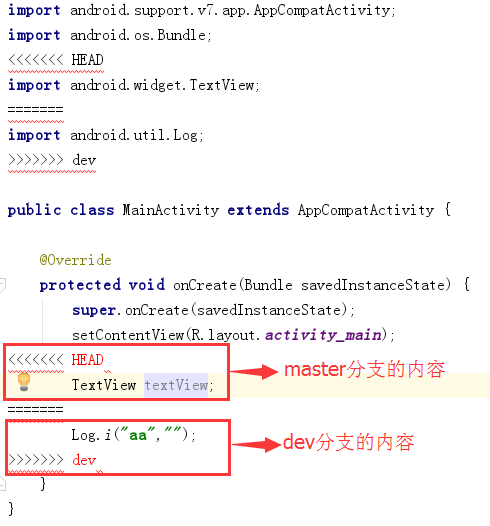 import android.support.v7.app.AppCompatActivity;
import android.os.Bundle;
<<<<<<< HEAD
import android.widget.TextView;
=======
import android.util.Log;
>>>>>>> dev
public class MainActivity extends AppCompatActivity {
@Override
protected void onCreate(Bundle savedInstanceState) {
super.onCreate(savedInstanceState);
setContentView(R.layout.activity_main);
<<<<<<< HEAD
TextView textView;
master分支的内容
=======
Log.i("aa","");
>>>>>>> dev
dev分支的内容
}
}